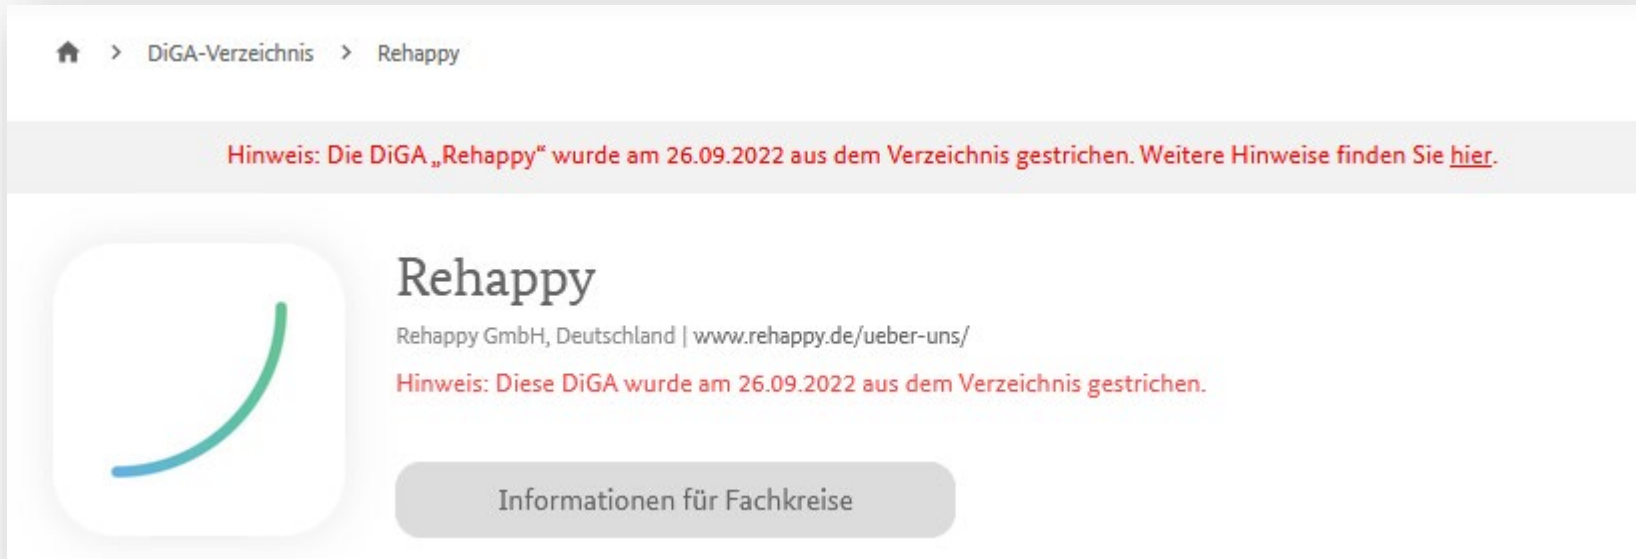 > DiGA-Verzeichnis > Rehappy
Hinweis: Die DiGA „Rehappy“ wurde am 26.09.2022 aus dem Verzeichnis gestrichen. Weitere Hinweise finden Sie hier.
Rehappy
Rehappy GmbH, Deutschland | www.rehappy.de/ueber-uns/
Hinweis: Diese DiGA wurde am 26.09.2022 aus dem Verzeichnis gestrichen.
Informationen für Fachkreise